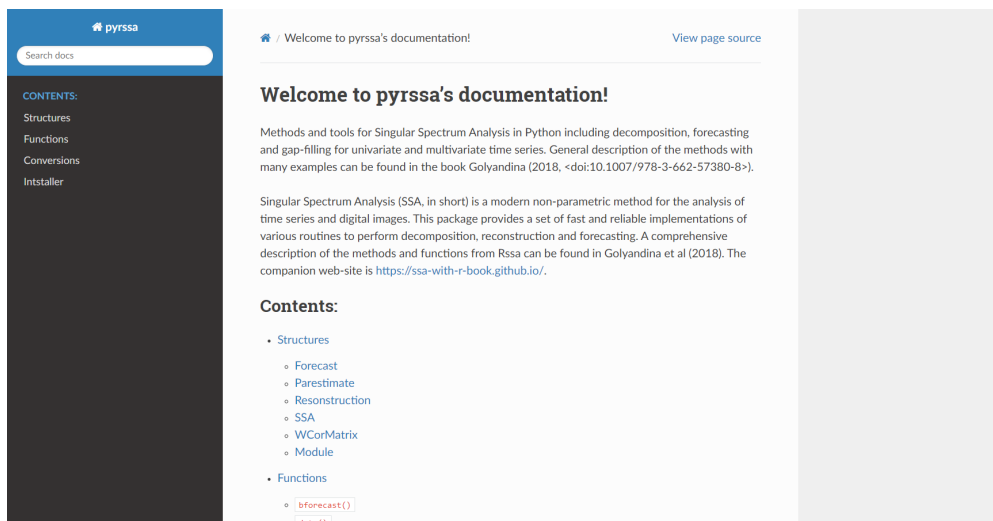 pyrssa
Search docs
CONTENTS:
Structures
Functions
Conversions
Intstaller
/ Welcome to pyrssa's documentation!
View page source
Welcome to pyrssa's documentation!
Methods and tools for Singular Spectrum Analysis in Python including decomposition, forecasting
and gap-filling for univariate and multivariate time series. General description of the methods with
many examples can be found in the book Golyandina (2018, <doi:10.1007/978-3-662-57380-8>).
Singular Spectrum Analysis (SSA, in short) is a modern non-parametric method for the analysis of
time series and digital images. This package provides a set of fast and reliable implementations of
various routines to perform decomposition, reconstruction and forecasting. A comprehensive
description of the methods and functions from Rssa can be found in Golyandina et al (2018). The
companion web-site is https://ssa-with-r-book.github.io/.
Contents:
• Structures
◦ Forecast
◦ Parestimate
◦ Resonstruction
◦ SSA
◦ WCorMatrix
◦ Module
• Functions
◦ bforecast()